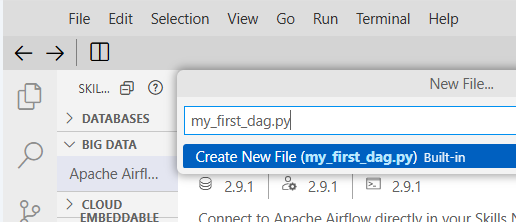 File Edit Selection View Go Run Terminal Help
SKIL...
New File...
DATABASES
my_first_dag.py
BIG DATA
Create New File (my_first_dag.py) Built-in
Apache Airfl...
2.9.1 2.9.1 2.9.1
CLOUD
EMBEDDABLE
Connect to Apache Airflow directly in your Skills N